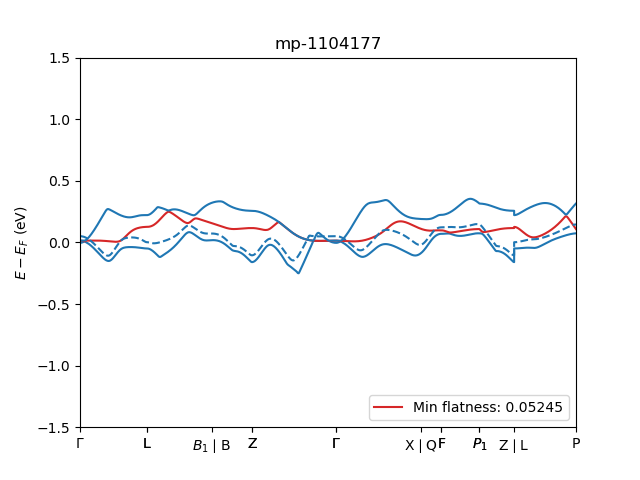 mp-1104177
E − E_F (eV)
1.5
1.0
0.5
0.0
−0.5
−1.0
−1.5
Min flatness: 0.05245
Γ L B₁ | B Z Γ X | Q F P₁ Z | L P